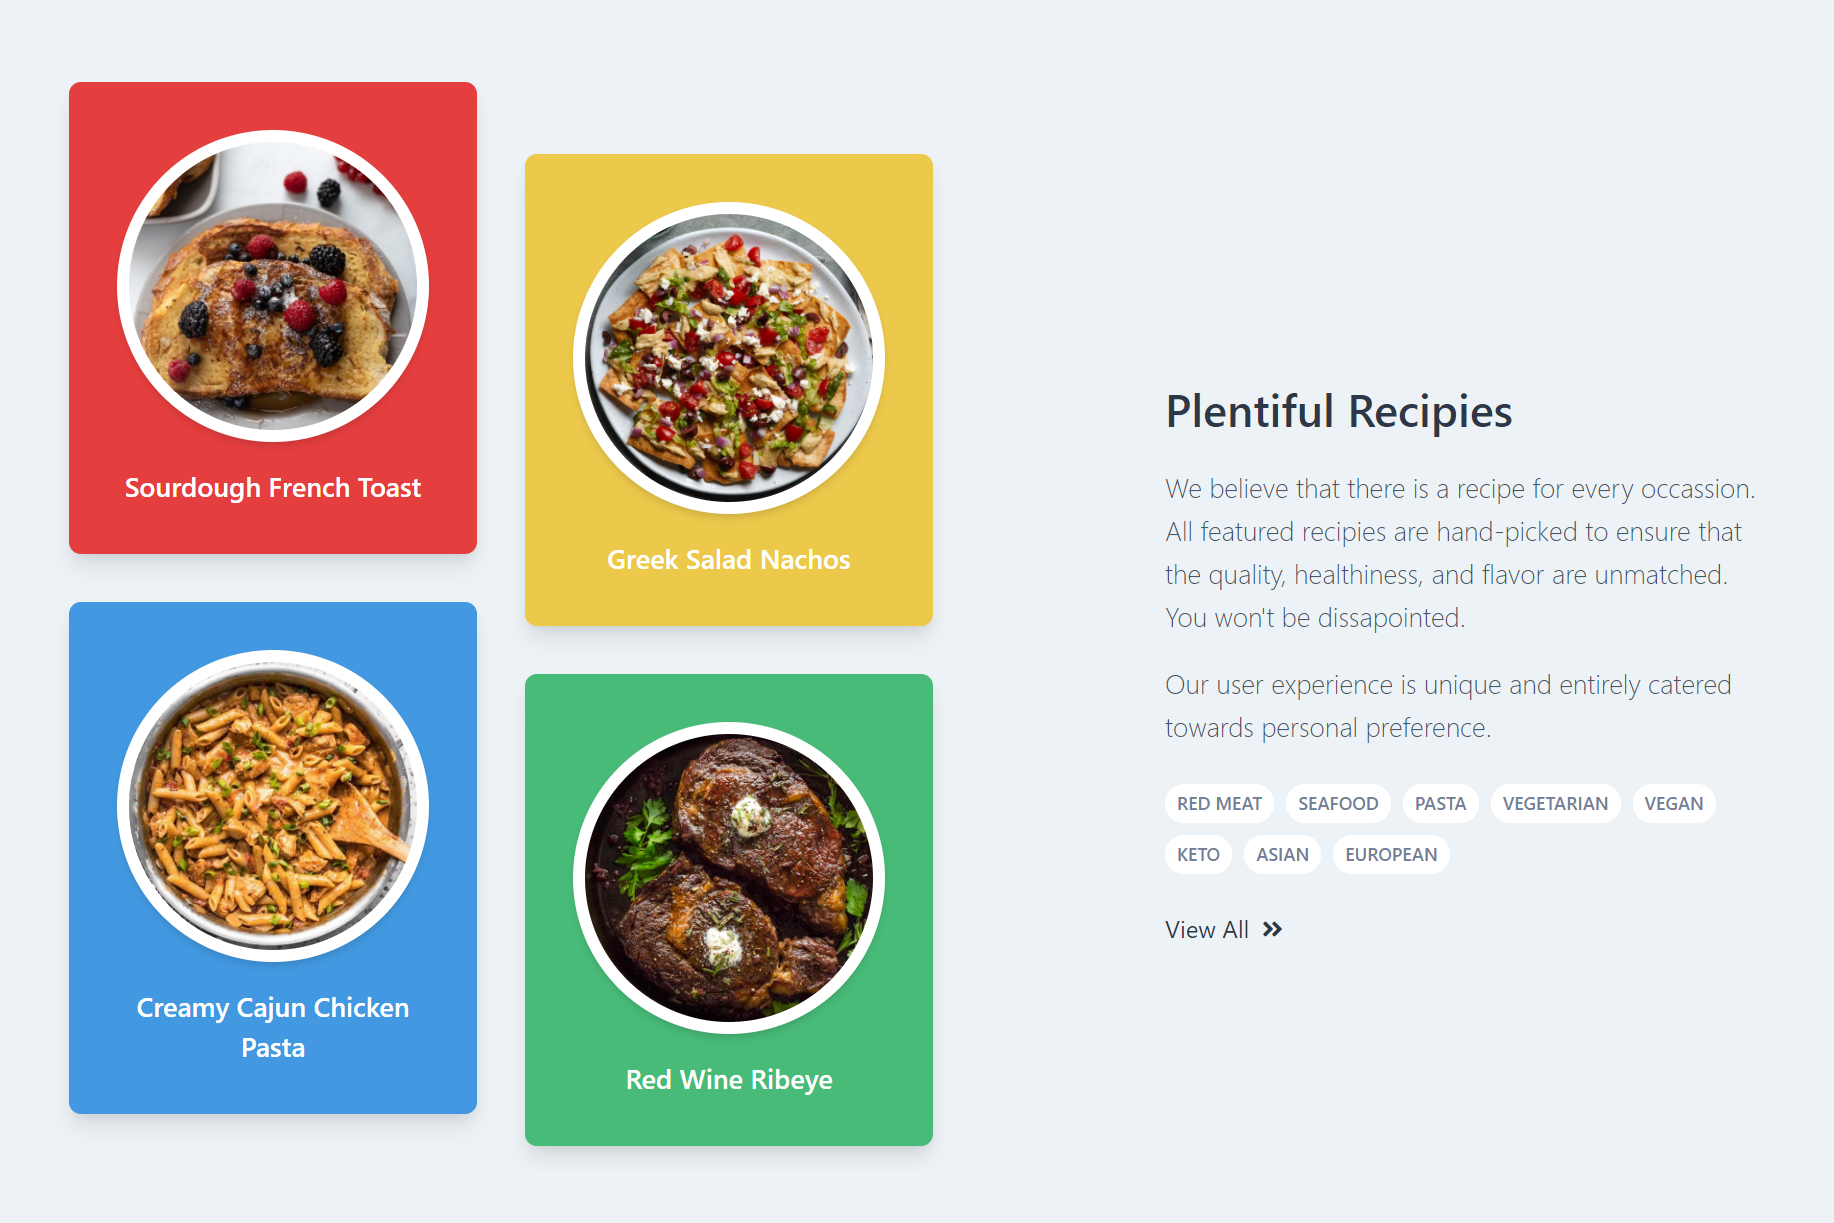 Sourdough French Toast
Greek Salad Nachos
Creamy Cajun Chicken
Pasta
Red Wine Ribeye
Plentiful Recipies
We believe that there is a recipe for every occassion.
All featured recipies are hand-picked to ensure that
the quality, healthiness, and flavor are unmatched.
You won't be dissapointed.
Our user experience is unique and entirely catered
towards personal preference.
RED MEAT SEAFOOD PASTA VEGETARIAN VEGAN
KETO ASIAN EUROPEAN
View All